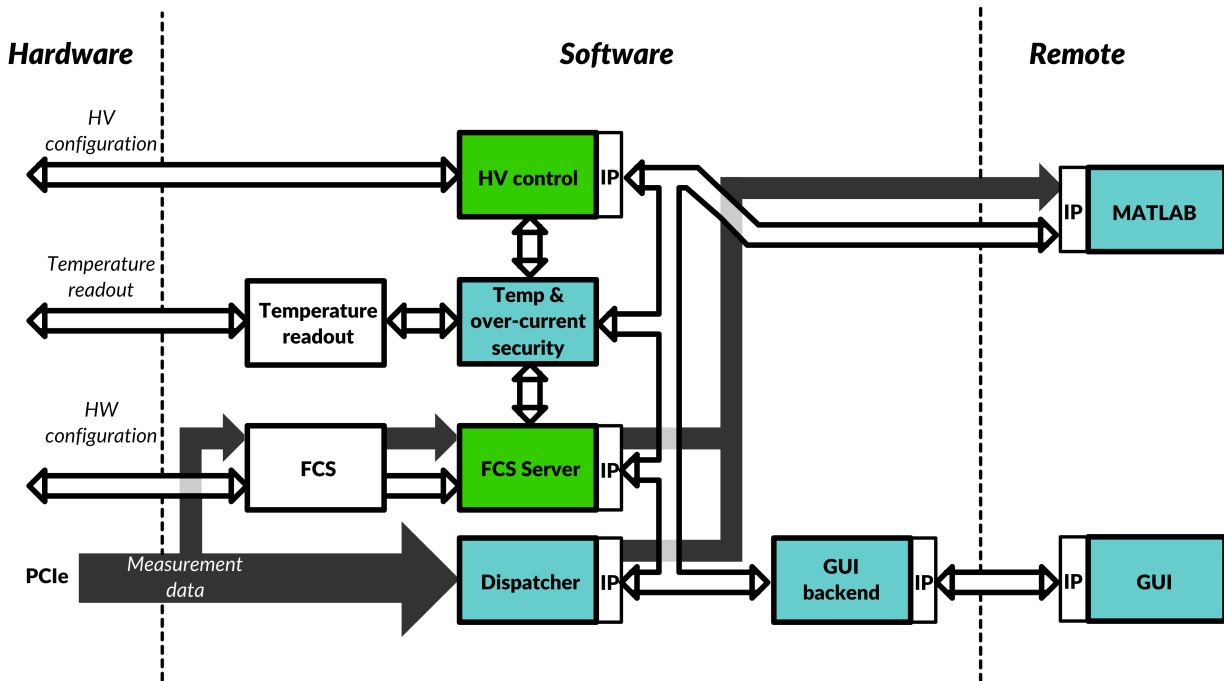 Hardware
Software
Remote
HV
configuration
HV control
IP
IP
MATLAB
Temperature
readout
Temperature
readout
Temp &
over-current
security
HW
configuration
FCS
FCS Server
IP
PCIe
Measurement
data
Dispatcher
IP
GUI
backend
IP
IP
GUI